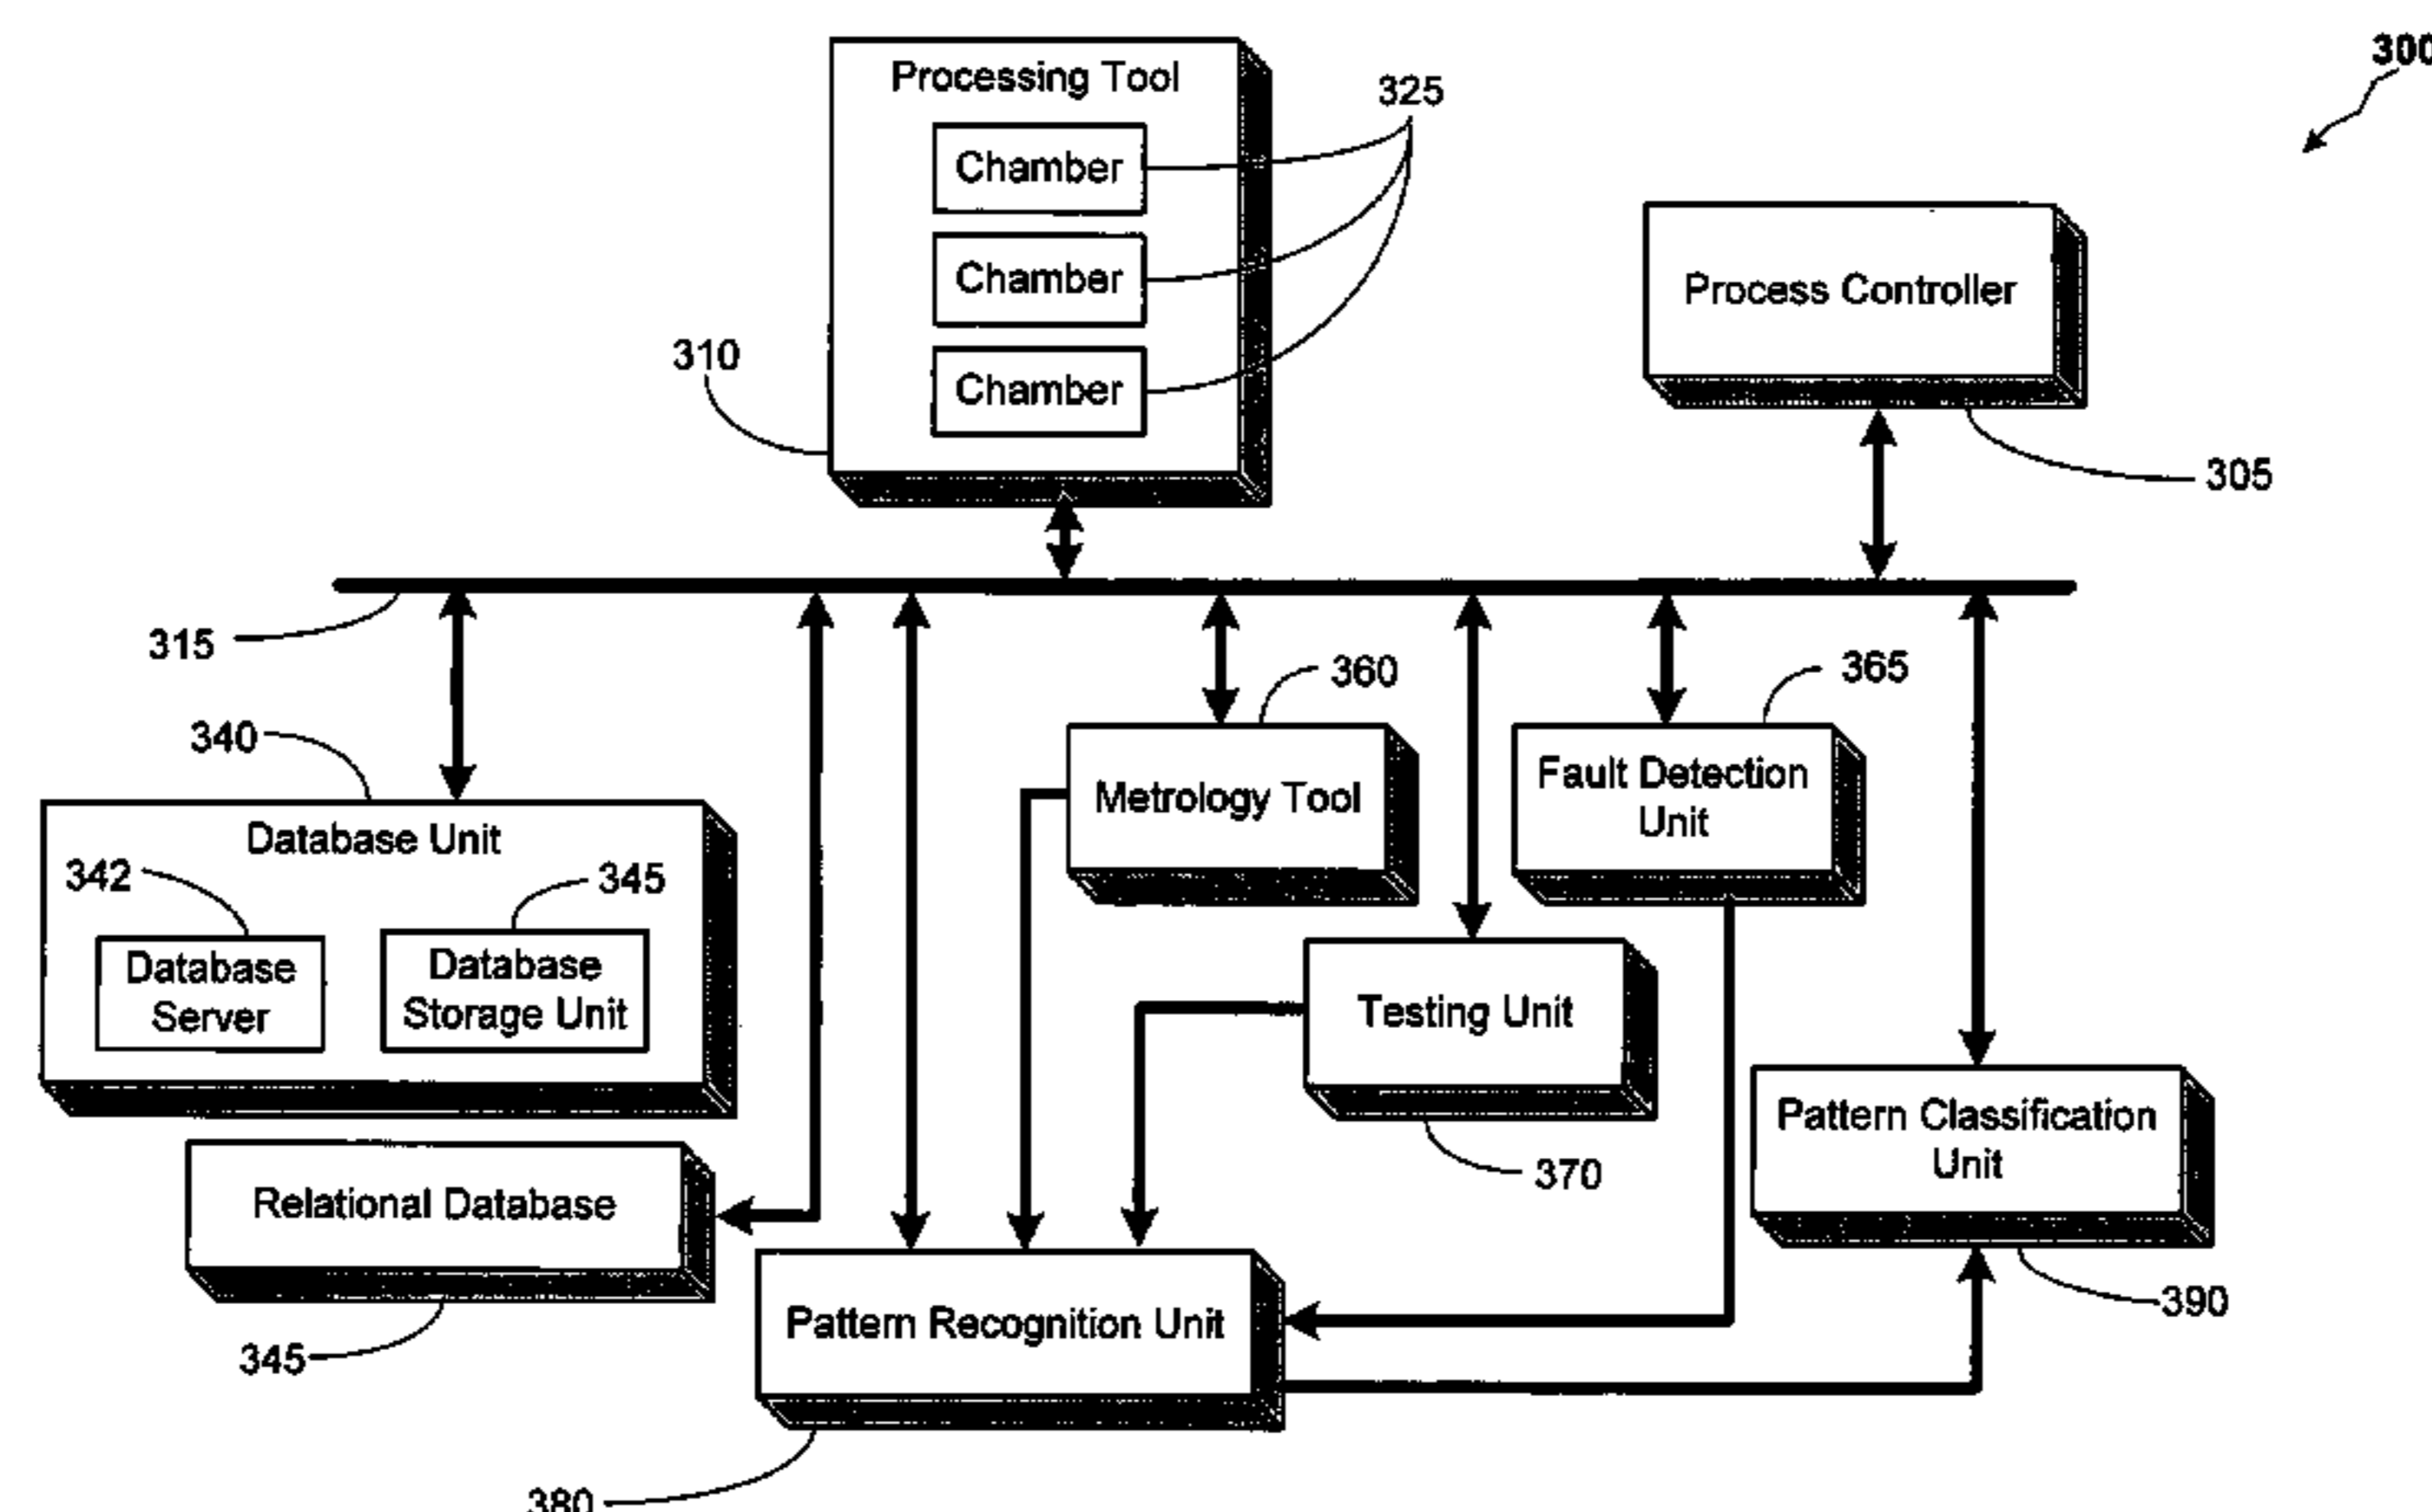 300
Processing Tool
325
Chamber
Chamber
Chamber
310
Process Controller
305
315
360
365
340
Database Unit
342
345
Database
Server
Database
Storage Unit
Metrology Tool
Fault Detection
Unit
Testing Unit
370
Pattern Classification
Unit
390
Relational Database
345
Pattern Recognition Unit
380